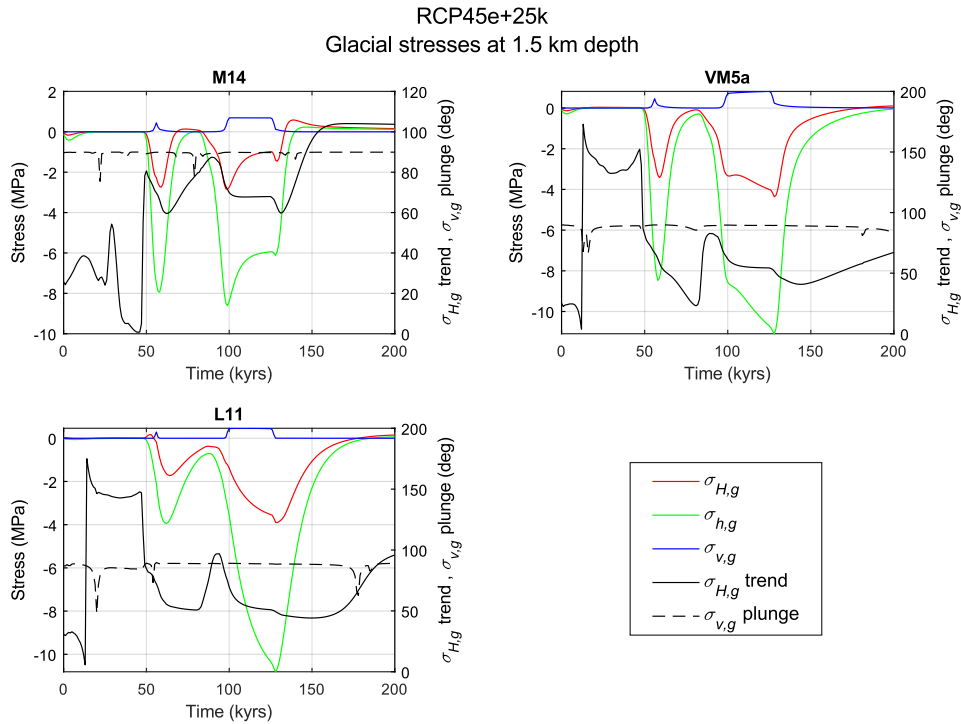 RCP45e+25k
Glacial stresses at 1.5 km depth
M14
2
0
-2
-4
-6
-8
-10
Stress (MPa)
120
100
80
60
40
20
0
σH,g trend , σv,g plunge (deg)
0 50 100 150 200
Time (kyrs)
VM5a
0
-2
-4
-6
-8
-10
Stress (MPa)
200
150
100
50
0
σH,g trend , σv,g plunge (deg)
0 50 100 150 200
Time (kyrs)
L11
0
-2
-4
-6
-8
-10
Stress (MPa)
200
150
100
50
0
σH,g trend , σv,g plunge (deg)
0 50 100 150 200
Time (kyrs)
σH,g
σh,g
σv,g
σH,g trend
σv,g plunge